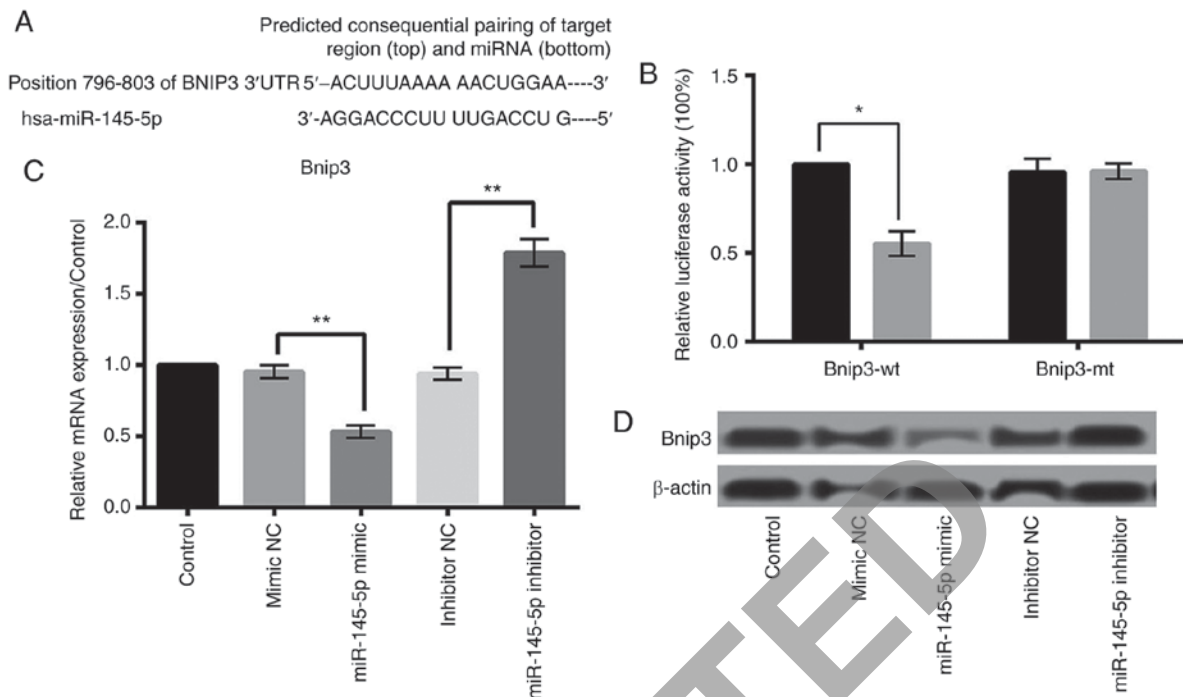 A
Predicted consequential pairing of target
region (top) and miRNA (bottom)
Position 796-803 of BNIP3 3'UTR 5'–ACUUUAAAA AACUGGAA----3'
hsa-miR-145-5p 3'-AGGACCCUU UUGACCU G----5'
B
Relative luciferase activity (100%)
1.5
1.0
0.5
0.0
*
Bnip3-wt
Bnip3-mt
C
Bnip3
Relative mRNA expression/Control
2.0
1.5
1.0
0.5
0.0
**
**
Control
Mimic NC
miR-145-5p mimic
Inhibitor NC
miR-145-5p inhibitor
D
Bnip3
β-actin
Control
Mimic NC
miR-145-5p mimic
Inhibitor NC
miR-145-5p inhibitor
TED